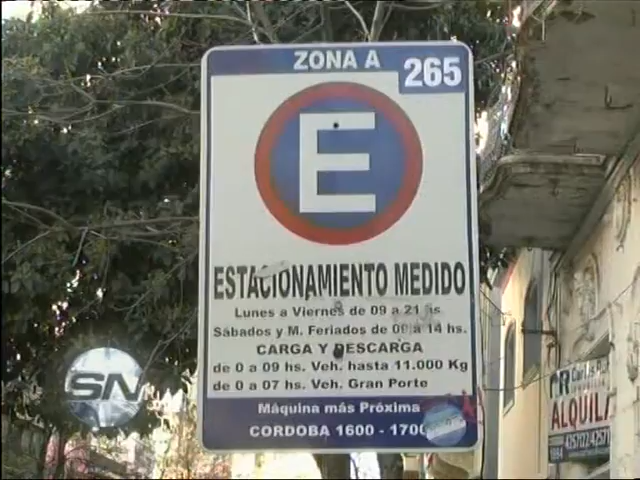 ZONA A
265
E
ESTACIONAMIENTO MEDIDO
Lunes a Viernes de 09 a 21 hs.
Sábados y M. Feriados de 09 a 14 hs.
CARGA Y DESCARGA
de 0 a 09 hs. Veh. hasta 11.000 Kg
de 0 a 07 hs. Veh. Gran Porte
Máquina más Próxima
CORDOBA 1600 - 1700
SN
ALQUILA